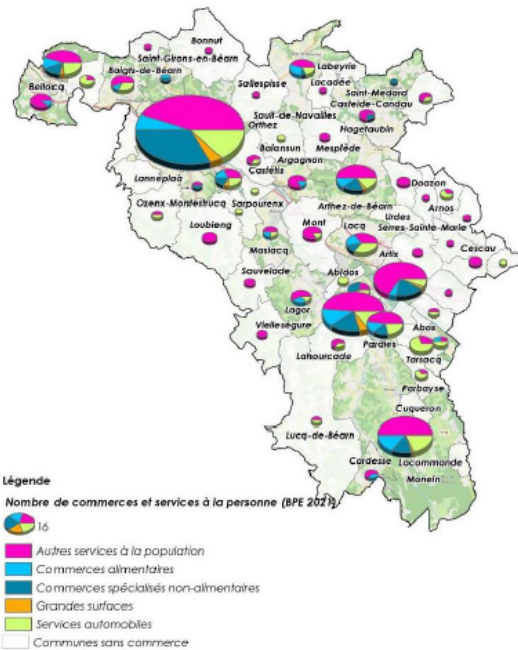 Bonnut
Saint-Girons-en-Béarn
Baigts-de-Béarn
Bellocq
Labeyrie
Lacadée
Sallespisse
Saint-Médard
Casteide-Candau
Sault-de-Navailles
Orthez
Hagetaubin
Balansun
Mesplède
Argagnon
Castétis
Lanneplaà
Doazon
Ozenx-Montestrucq
Sarpourenx
Arthez-de-Béarn
Arnos
Urdes
Loubieng
Mont
Lacq
Serres-Sainte-Marie
Maslacq
Artix
Cescau
Sauvelade
Abidos
Lagor
Vielleségure
Abos
Pardies
Lahourcade
Tarsacq
Parbayse
Cuqueron
Lucq-de-Béarn
Cardesse
Lacommande
Monein
Légende
Nombre de commerces et services à la personne (BPE 2021)
16
Autres services à la population
Commerces alimentaires
Commerces spécialisés non-alimentaires
Grandes surfaces
Services automobiles
Communes sans commerce